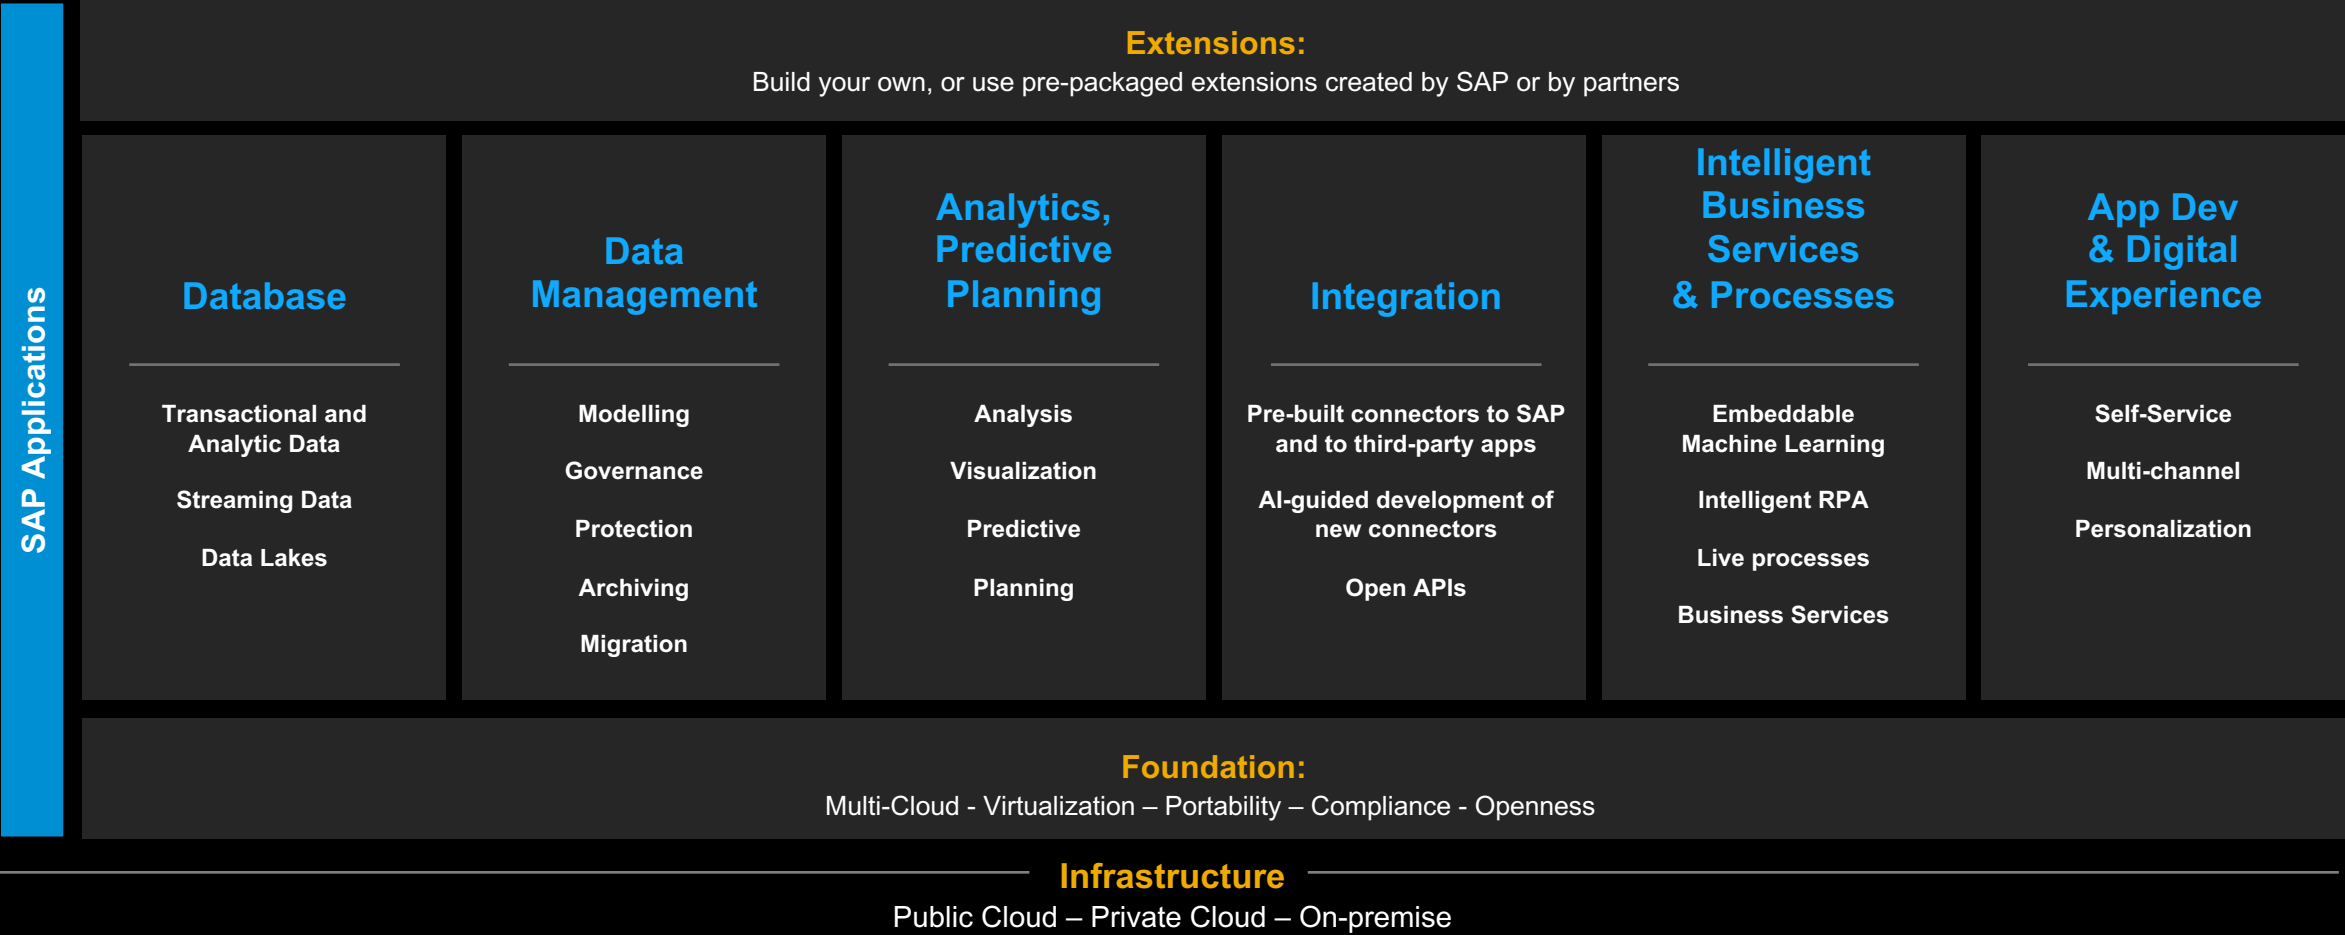 SAP Applications
Extensions:
Build your own, or use pre-packaged extensions created by SAP or by partners
Database
Transactional and
Analytic Data
Streaming Data
Data Lakes
Data
Management
Modelling
Governance
Protection
Archiving
Migration
Analytics,
Predictive
Planning
Analysis
Visualization
Predictive
Planning
Integration
Pre-built connectors to SAP
and to third-party apps
AI-guided development of
new connectors
Open APIs
Intelligent
Business
Services
& Processes
Embeddable
Machine Learning
Intelligent RPA
Live processes
Business Services
App Dev
& Digital
Experience
Self-Service
Multi-channel
Personalization
Foundation:
Multi-Cloud - Virtualization – Portability – Compliance - Openness
Infrastructure
Public Cloud – Private Cloud – On-premise